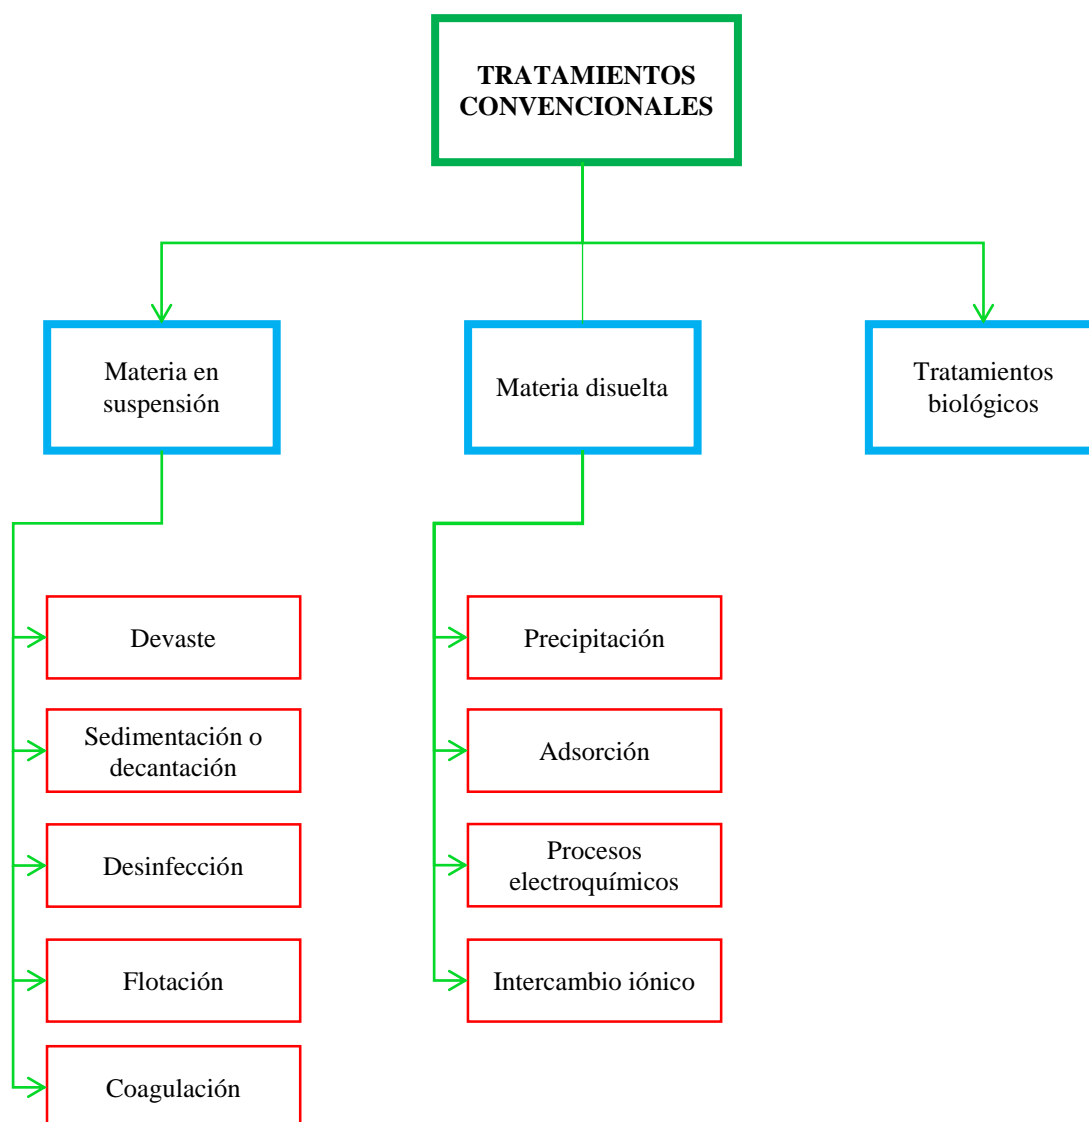 TRATAMIENTOS
CONVENCIONALES
Materia en
suspensión
Materia disuelta
Tratamientos
biológicos
Devaste
Sedimentación o
decantación
Desinfección
Flotación
Coagulación
Precipitación
Adsorción
Procesos
electroquímicos
Intercambio iónico